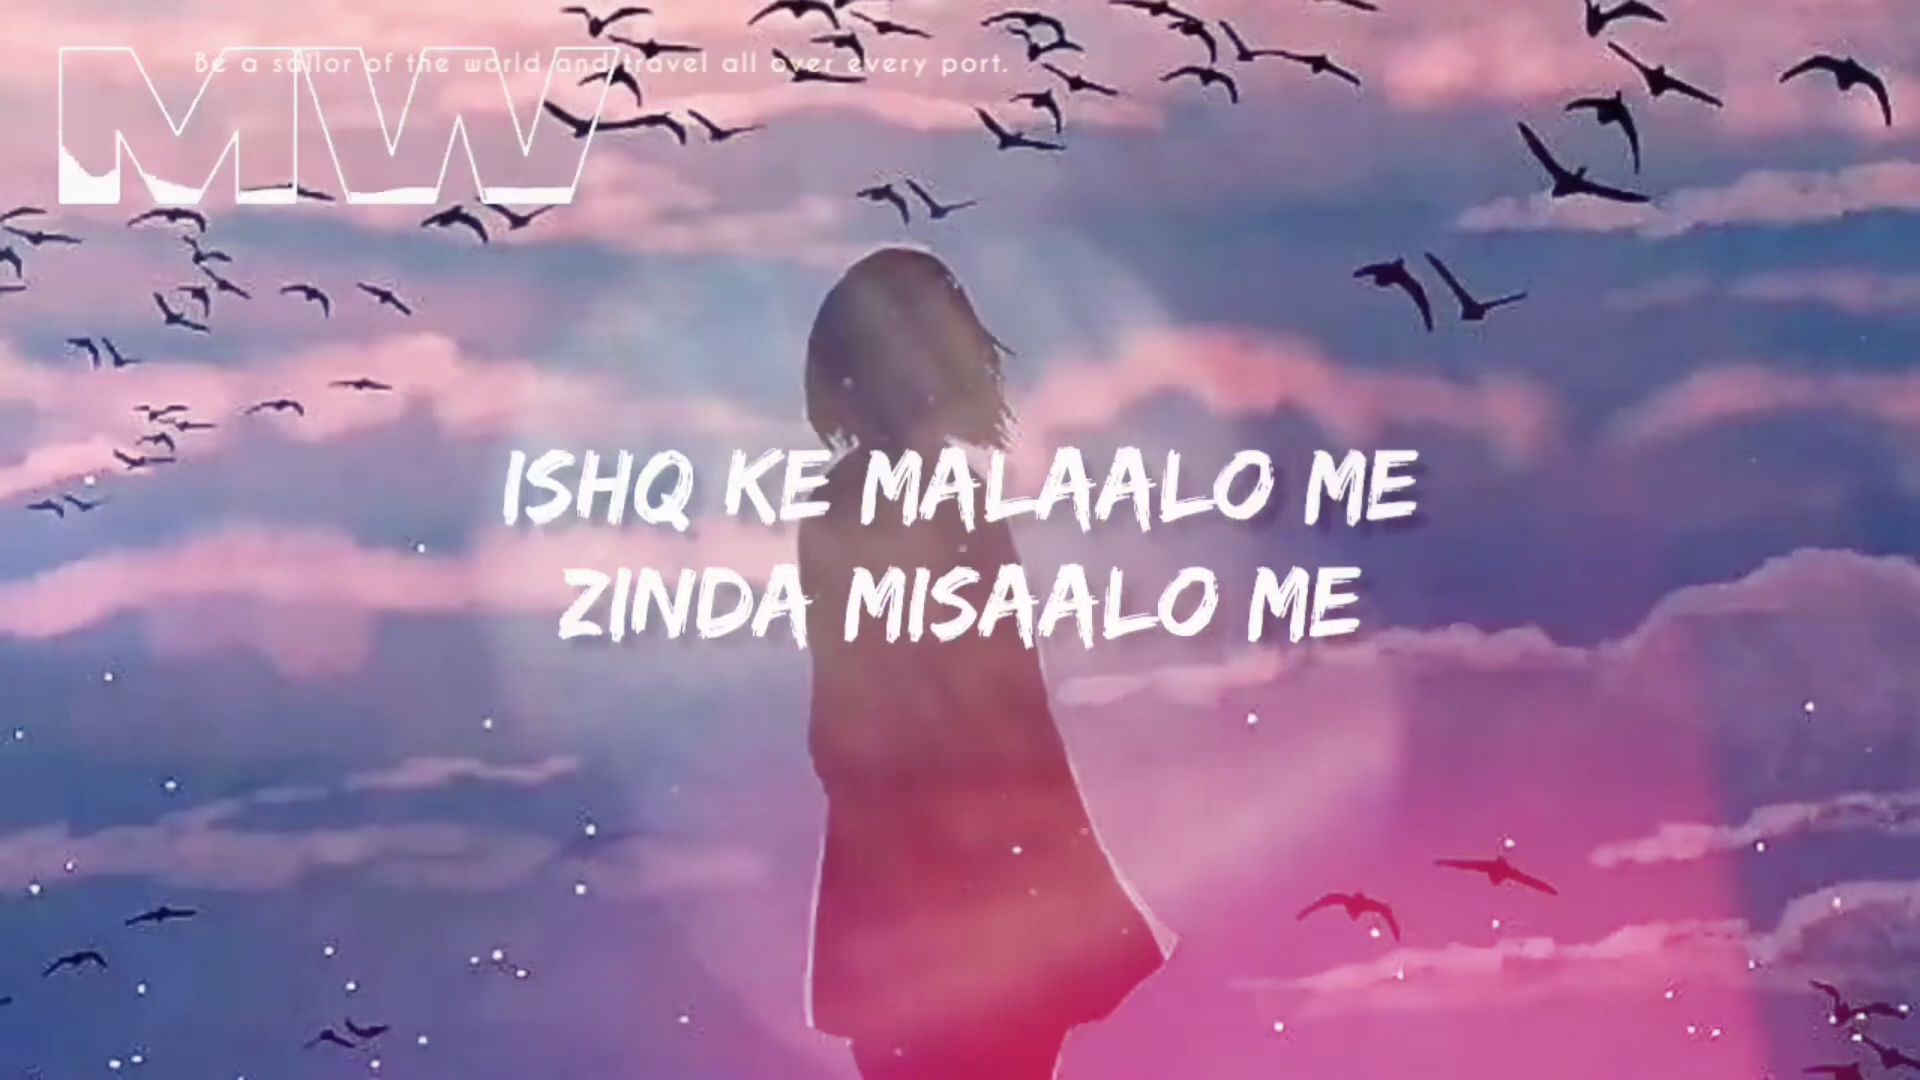 Be a sailor of the world and travel all over every port.
MW
ISHQ KE MALAALO ME
ZINDA MISAALO ME